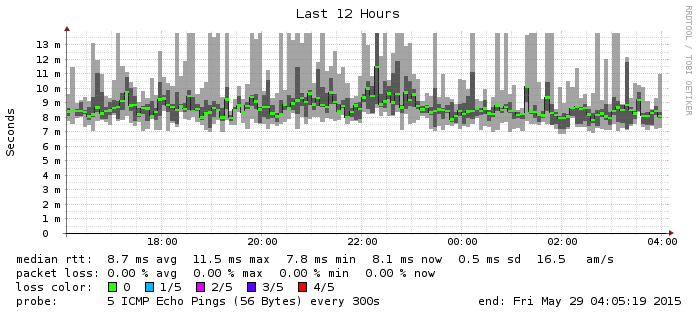 Last 12 Hours
RRDTOOL / TOBI OETIKER
Seconds
13 m
12 m
11 m
10 m
9 m
8 m
7 m
6 m
5 m
4 m
3 m
2 m
1 m
0
18:00 20:00 22:00 00:00 02:00 04:00
median rtt: 8.7 ms avg 11.5 ms max 7.8 ms min 8.1 ms now 0.5 ms sd 16.5 am/s
packet loss: 0.00 % avg 0.00 % max 0.00 % min 0.00 % now
loss color: 0 1/5 2/5 3/5 4/5
probe: 5 ICMP Echo Pings (56 Bytes) every 300s end: Fri May 29 04:05:19 2015